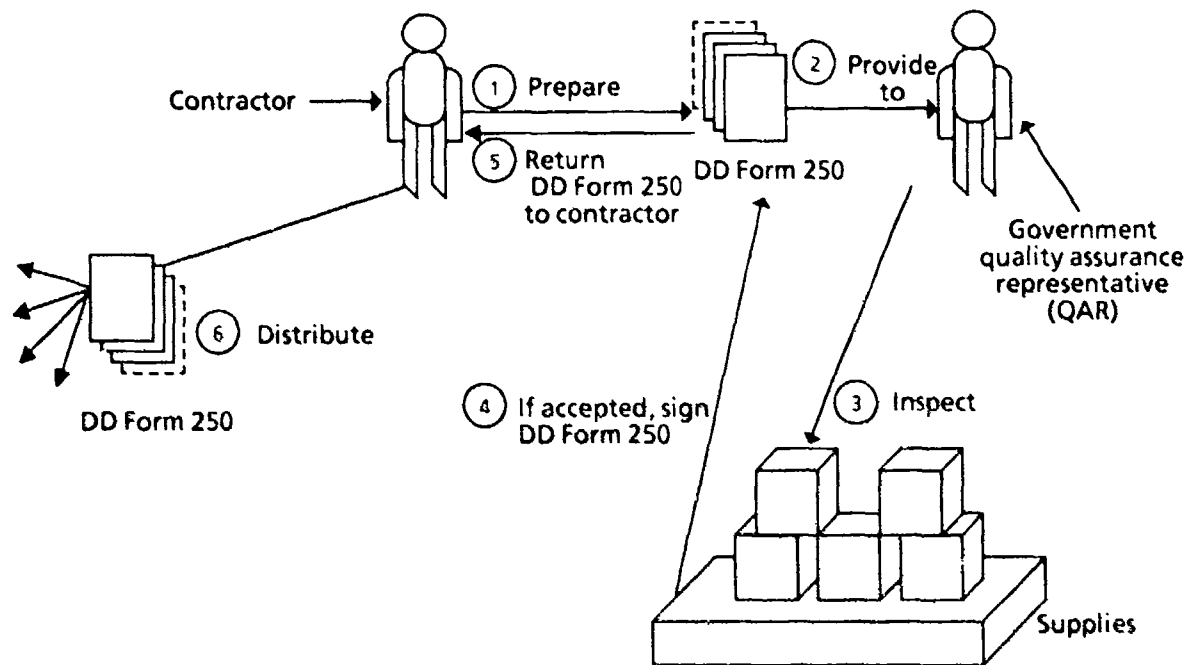 Contractor
1 Prepare
2 Provide
to
5 Return
DD Form 250
to contractor
DD Form 250
Government
quality assurance
representative
(QAR)
6 Distribute
DD Form 250
4 If accepted, sign
DD Form 250
3 Inspect
Supplies